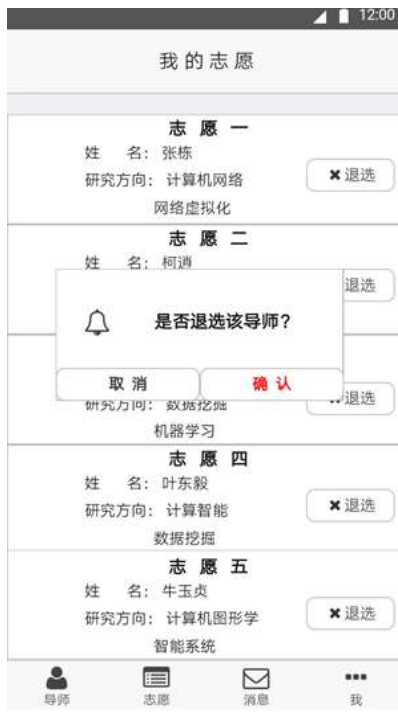 12:00
我的志愿
志 愿 一
姓 名： 张栋
研究方向： 计算机网络
✖退选
网络虚拟化
志 愿 二
姓 名： 柯逍
退选
是否退选该导师？
取 消
确 认
研究方向： 数据挖掘
退选
机器学习
志 愿 四
姓 名： 叶东毅
研究方向： 计算智能
✖退选
数据挖掘
志 愿 五
姓 名： 牛玉贞
研究方向： 计算机图形学
✖退选
智能系统
导师 志愿 消息 我